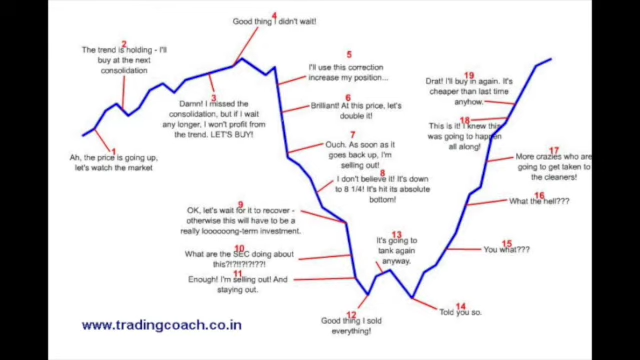 1
Ah, the price is going up,
let's watch the market
2
The trend is holding - I'll
buy at the next
consolidation
3
Damn! I missed the
consolidation, but if I wait
any longer, I won't profit from
the trend. LET'S BUY!
4
Good thing I didn't wait!
5
I'll use this correction
increase my position...
6
Brilliant! At this price, let's
double it!
7
Ouch. As soon as it
goes back up, I'm
selling out!
8
I don't believe it! It's down
to 8 1/4! It's hit its absolute
bottom!
9
OK, let's wait for it to recover -
otherwise this will have to be a
really looooooong-term investment.
10
What are the SEC doing about
this?!?!!?!?!??!
11
Enough! I'm selling out! And
staying out.
12
Good thing I sold
everything!
13
It's going to
tank again
anyway.
14
Told you so.
15
You what???
16
What the hell???
17
More crazies who are
going to get taken to
the cleaners!
18
This is it! I knew this
was going to happen
all along!
19
Drat! I'll buy in again. It's
cheaper than last time
anyhow.
www.tradingcoach.co.in